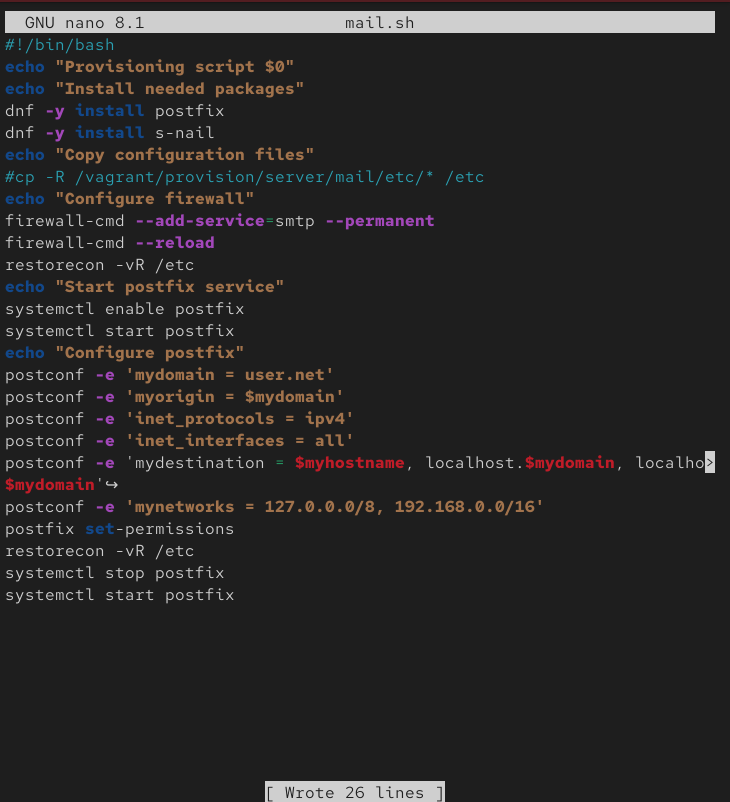 GNU nano 8.1 mail.sh
#!/bin/bash
echo "Provisioning script $0"
echo "Install needed packages"
dnf -y install postfix
dnf -y install s-nail
echo "Copy configuration files"
#cp -R /vagrant/provision/server/mail/etc/* /etc
echo "Configure firewall"
firewall-cmd --add-service=smtp --permanent
firewall-cmd --reload
restorecon -vR /etc
echo "Start postfix service"
systemctl enable postfix
systemctl start postfix
echo "Configure postfix"
postconf -e 'mydomain = user.net'
postconf -e 'myorigin = $mydomain'
postconf -e 'inet_protocols = ipv4'
postconf -e 'inet_interfaces = all'
postconf -e 'mydestination = $myhostname, localhost.$mydomain, localho>
$mydomain'↪
postconf -e 'mynetworks = 127.0.0.0/8, 192.168.0.0/16'
postfix set-permissions
restorecon -vR /etc
systemctl stop postfix
systemctl start postfix
[ Wrote 26 lines ]